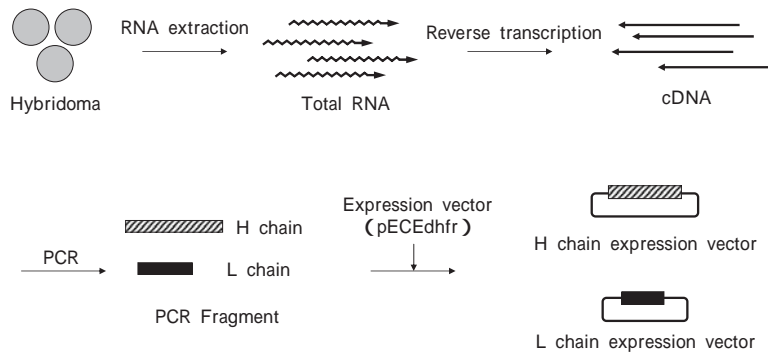 RNA extraction
Reverse transcription
Hybridoma
Total RNA
cDNA
PCR
H chain
L chain
PCR Fragment
Expression vector
(pECEdhfr)
H chain expression vector
L chain expression vector